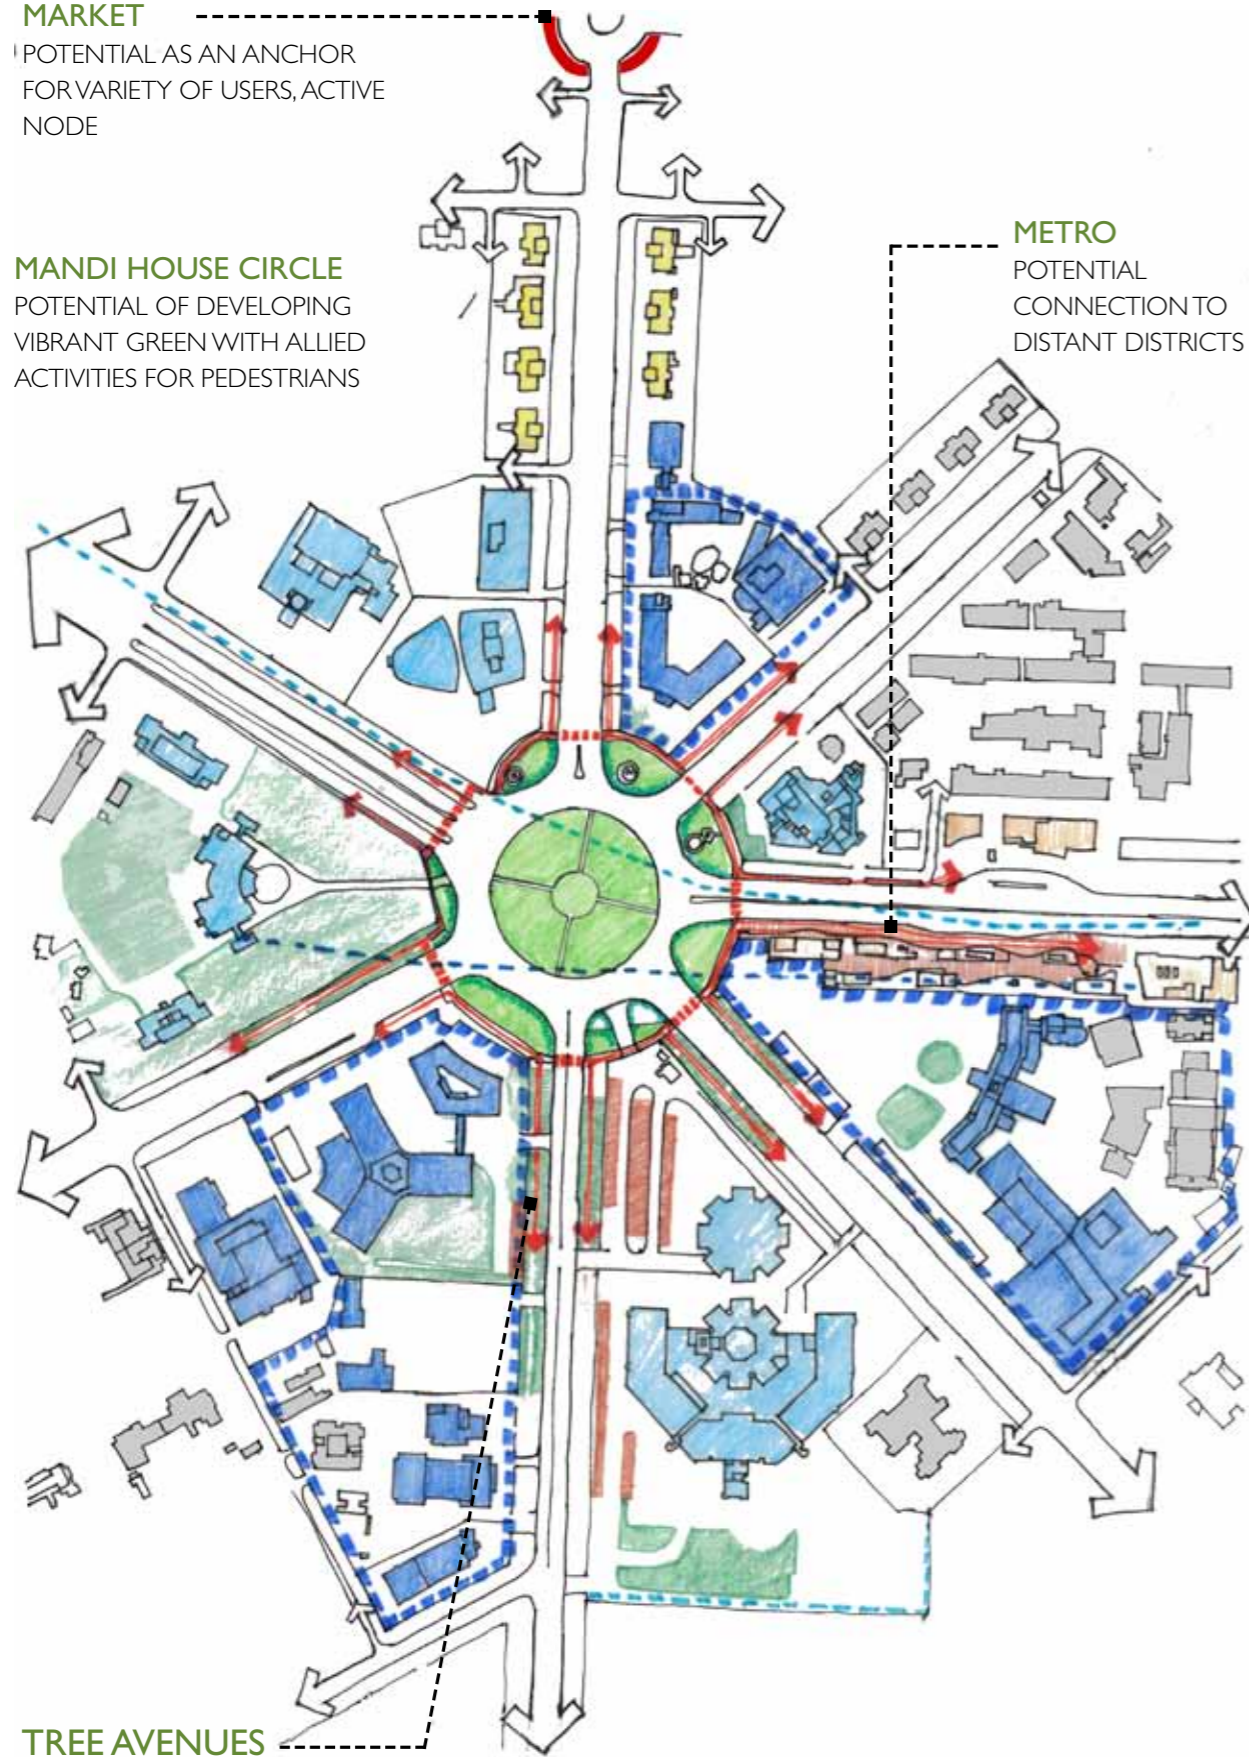 MARKET
POTENTIAL AS AN ANCHOR
FOR VARIETY OF USERS, ACTIVE
NODE
MANDI HOUSE CIRCLE
POTENTIAL OF DEVELOPING
VIBRANT GREEN WITH ALLIED
ACTIVITIES FOR PEDESTRIANS
METRO
POTENTIAL
CONNECTION TO
DISTANT DISTRICTS
TREE AVENUES